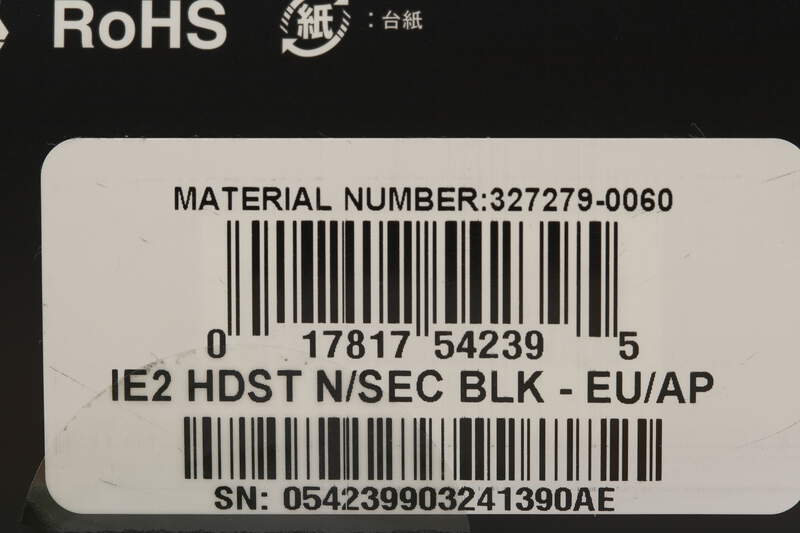 RoHS 紙 : 台紙
MATERIAL NUMBER:327279-0060
0 17817 54239 5
IE2 HDST N/SEC BLK - EU/AP
SN: 054239903241390AE